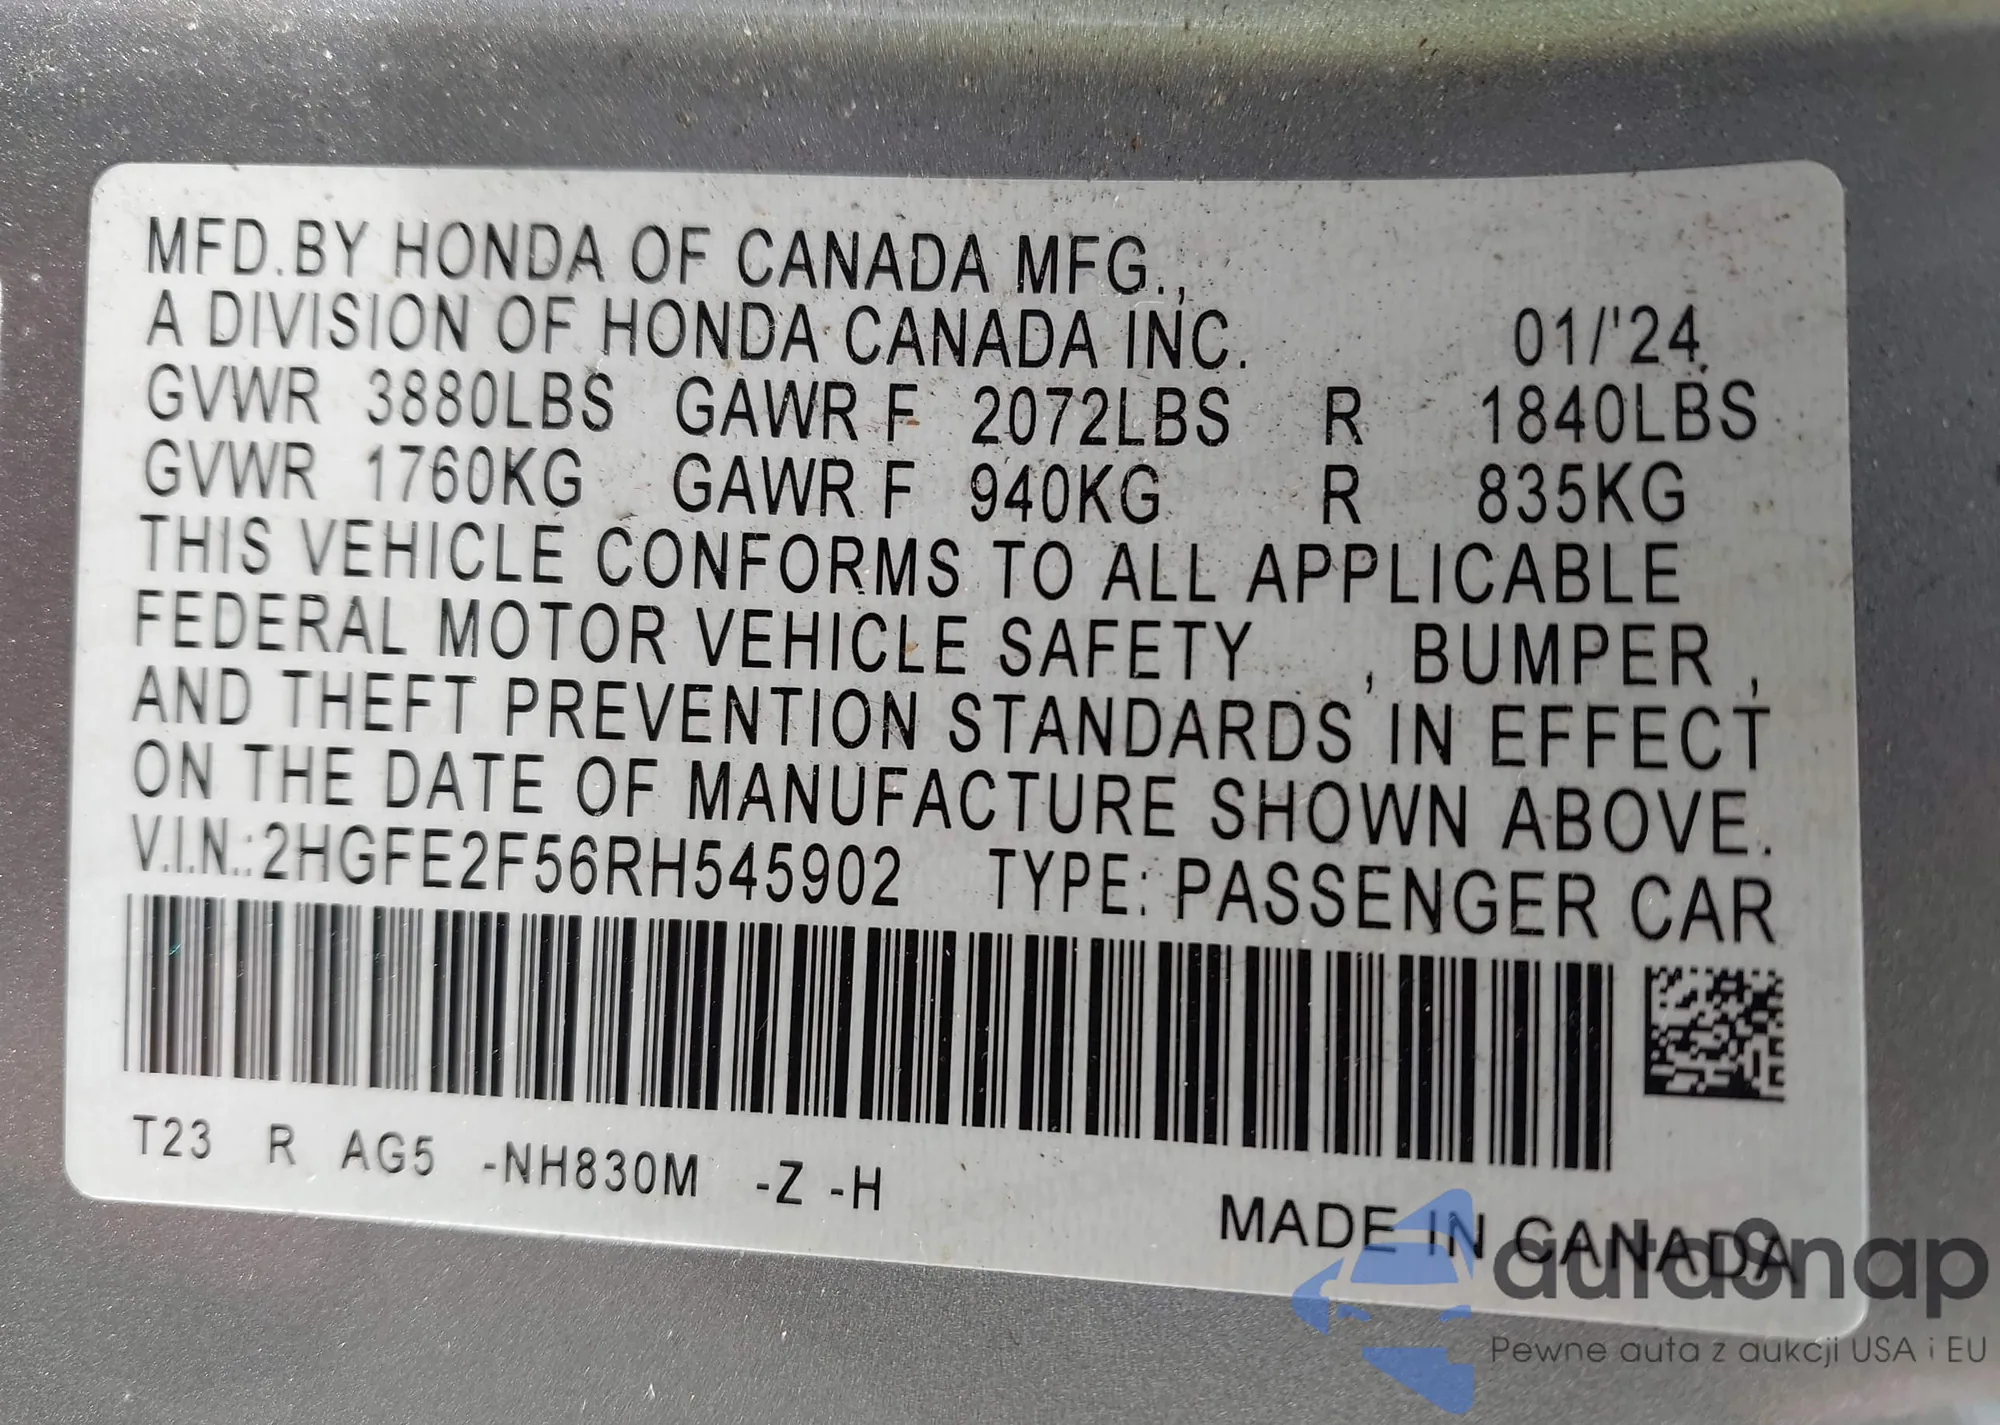 MFD.BY HONDA OF CANADA MFG.,
A DIVISION OF HONDA CANADA INC. 01/'24
GVWR 3880LBS GAWR F 2072LBS R 1840LBS
GVWR 1760KG GAWR F 940KG R 835KG
THIS VEHICLE CONFORMS TO ALL APPLICABLE
FEDERAL MOTOR VEHICLE SAFETY , BUMPER ,
AND THEFT PREVENTION STANDARDS IN EFFECT
ON THE DATE OF MANUFACTURE SHOWN ABOVE.
V.I.N.:2HGFE2F56RH545902 TYPE: PASSENGER CAR
T23 R AG5 -NH830M -Z -H
MADE IN CANADA
autaSnap
Pewne auta z aukcji USA i EU